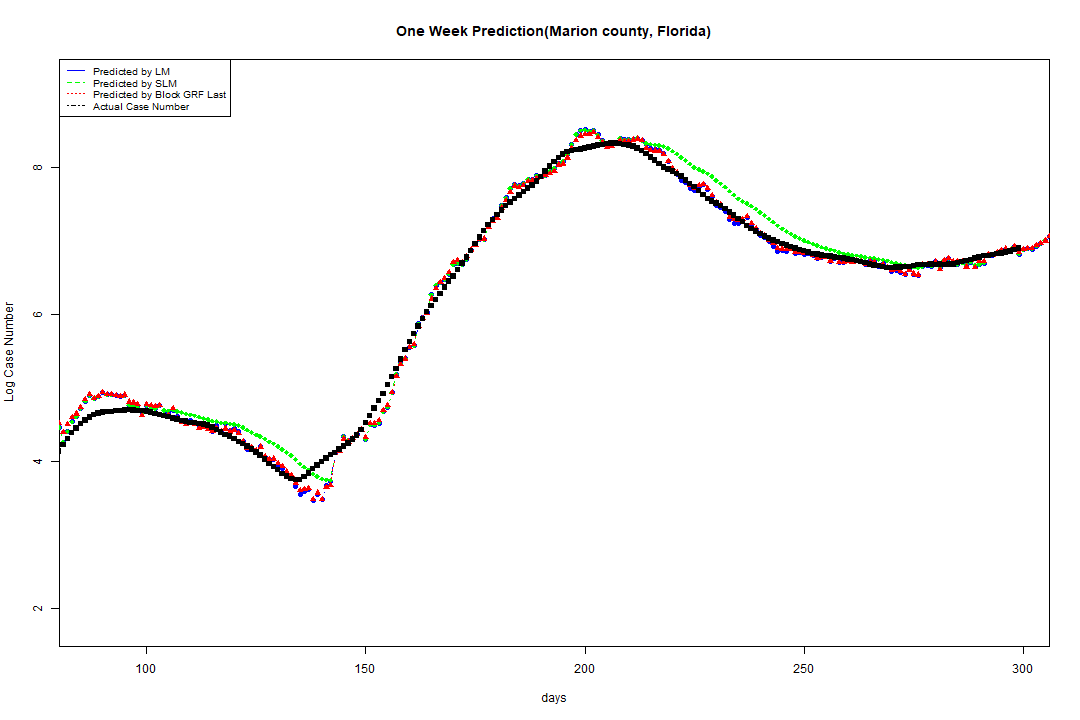 One Week Prediction(Marion county, Florida)
Predicted by LM
Predicted by SLM
Predicted by Block GRF Last
Actual Case Number
8
6
4
2
Log Case Number
100
150
200
250
300
days